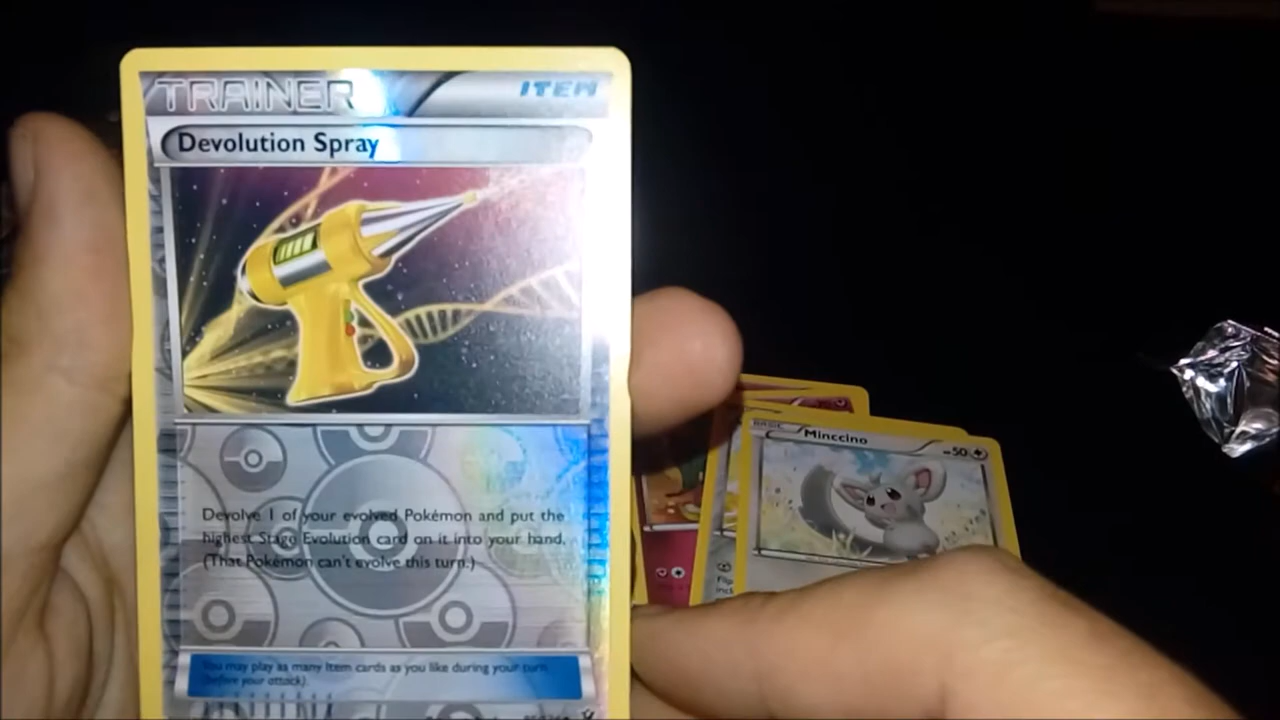 TRAINER
ITEM
Devolution Spray
Devolve 1 of your evolved Pokémon and put the
highest Stage Evolution card on it into your hand.
(That Pokémon can't evolve this turn.)
You may play as many Item cards as you like during your turn
(before your attack).
BASIC
Minccino
50
Flip